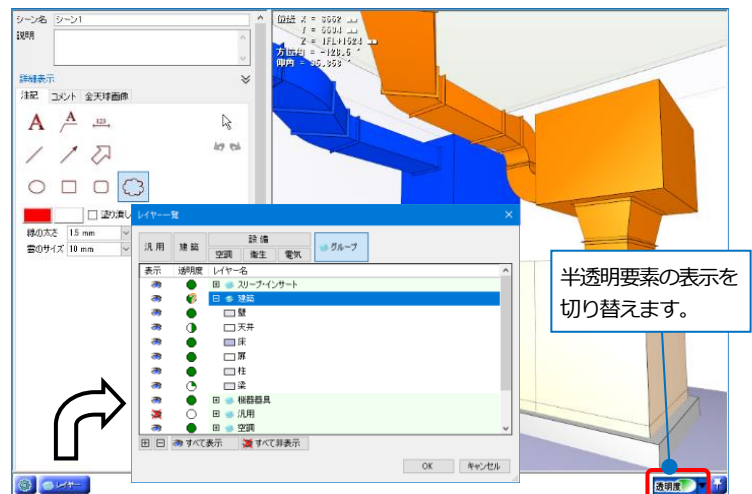 シーン名 シーン1
説明
詳細表示
注記 コメント 全天球画像
A A 123
線の太さ 15 mm
雲のサイズ 10 mm
レイヤー一覧
汎用 建築 設備 グループ
空調 衛生 電気
表示 透明度 レイヤー名
スリーブ・インサート
建築
壁
天井
床
扉
柱
梁
機器器具
汎用
空調
すべて表示 すべて非表示
OK キャンセル
半透明要素の表示を
切り替えます。
レイヤー
透明度